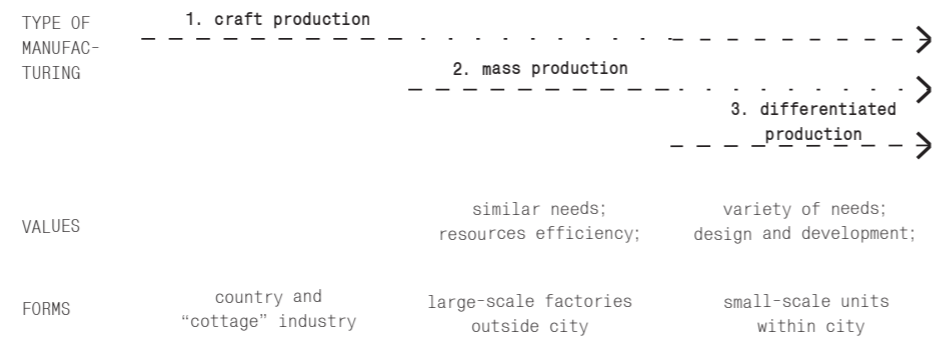 TYPE OF
MANUFAC-
TURING
1. craft production
2. mass production
3. differentiated
production
VALUES
similar needs;
resources efficiency;
variety of needs;
design and development;
FORMS
country and
“cottage” industry
large-scale factories
outside city
small-scale units
within city